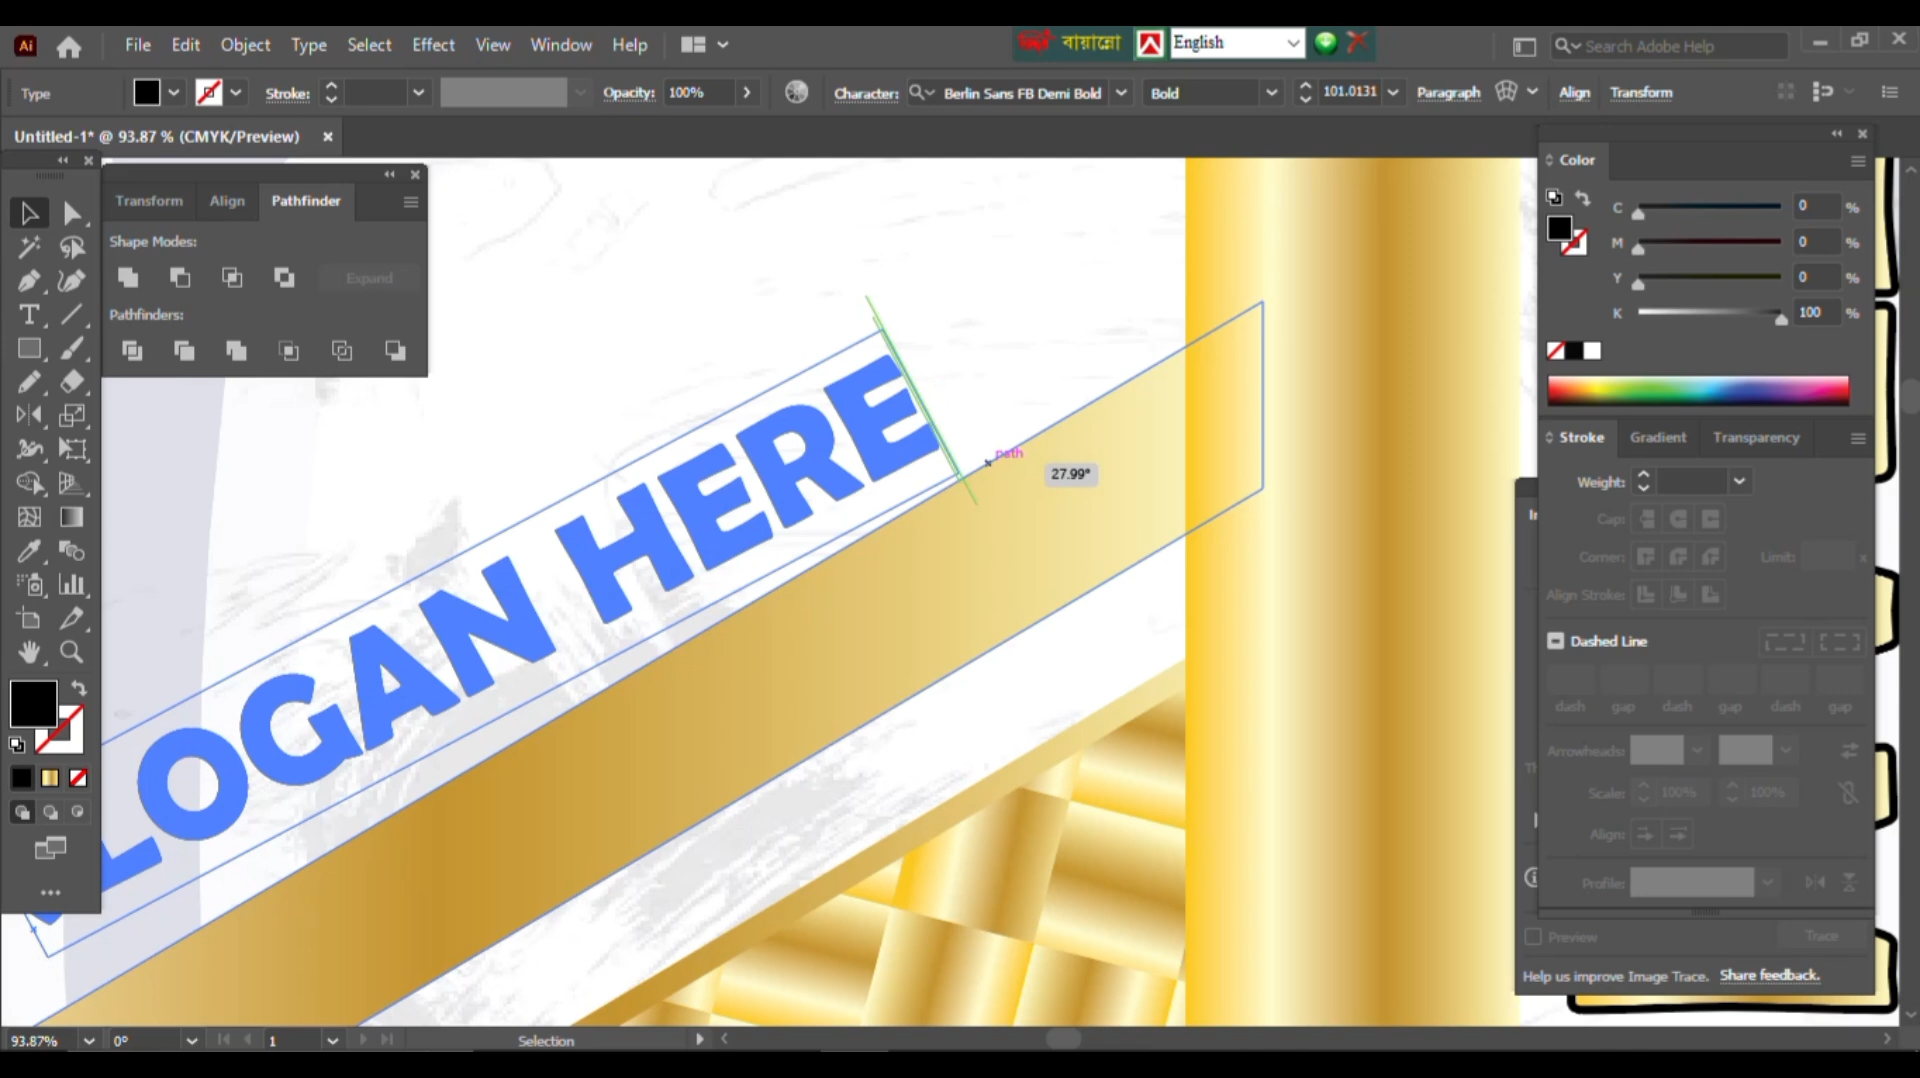 Ai File Edit Object Type Select Effect View Window Help বায়ান্নো English Search Adobe Help
Type Stroke: Opacity: 100% Character: Berlin Sans FB Demi Bold Bold 101.0131 Paragraph Align Transform
Untitled-1* @ 93.87 % (CMYK/Preview)
Transform Align Pathfinder
Shape Modes:
Expand
Pathfinders:
LOGAN HERE
path
27.99°
Color
C 0 %
M 0 %
Y 0 %
K 100 %
Stroke Gradient Transparency
Weight:
Cap:
Corner: Limit: x
Align Stroke:
Dashed Line
dash gap dash gap dash gap
Arrowheads:
Scale: 100% 100%
Align:
Profile:
Preview Trace
Help us improve Image Trace. Share feedback.
93.87% 0° 1 Selection